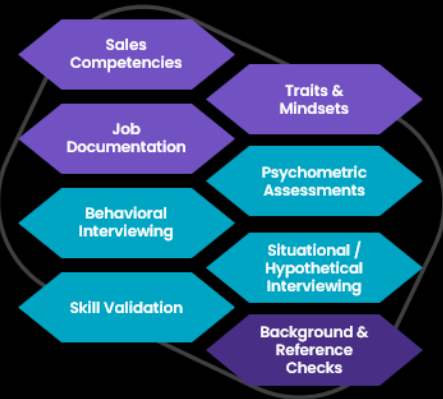 Sales
Competencies
Traits &
Mindsets
Job
Documentation
Psychometric
Assessments
Behavioral
Interviewing
Situational /
Hypothetical
Interviewing
Skill Validation
Background &
Reference
Checks